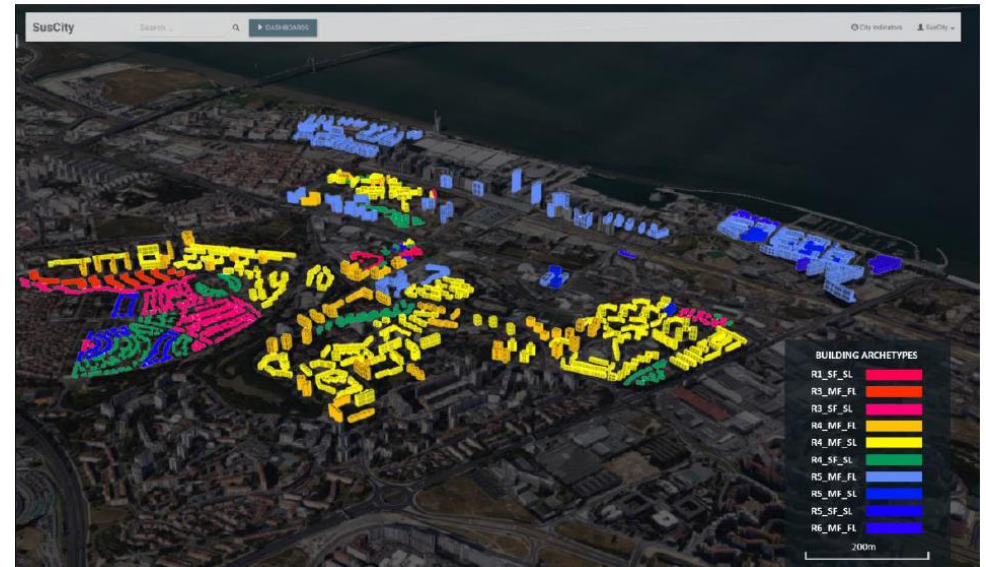 SusCity
Search ...
DASHBOARDS
City Indicators
SusCity
BUILDING ARCHETYPES
R1_SF_SL
R3_MF_FL
R3_SF_SL
R4_MF_FL
R4_MF_SL
R4_SF_SL
R5_MF_FL
R5_MF_SL
R5_SF_SL
R6_MF_FL
200m